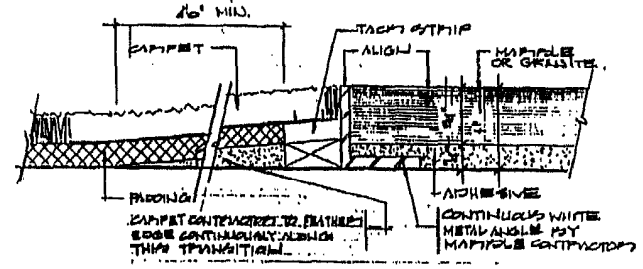 MIN.
TACK STRIP
CARPET
ALIGN
MARBLE
OR GRANITE.
PADDING
ADHESIVE
CARPET CONTRACTOR TO FEATHER
EDGE CONTINUOUSLY ALONG
THIS TRANSITION
CONTINUOUS WHITE
METAL ANGLE BY
MARBLE CONTRACTOR